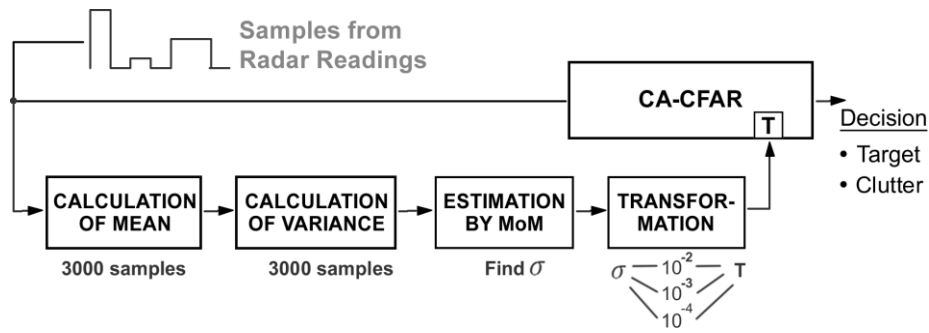 Samples from
Radar Readings
CA-CFAR
T
Decision
• Target
• Clutter
CALCULATION
OF MEAN
CALCULATION
OF VARIANCE
ESTIMATION
BY MoM
TRANSFOR-
MATION
3000 samples
3000 samples
Find σ
σ 10⁻² T
10⁻³
10⁻⁴